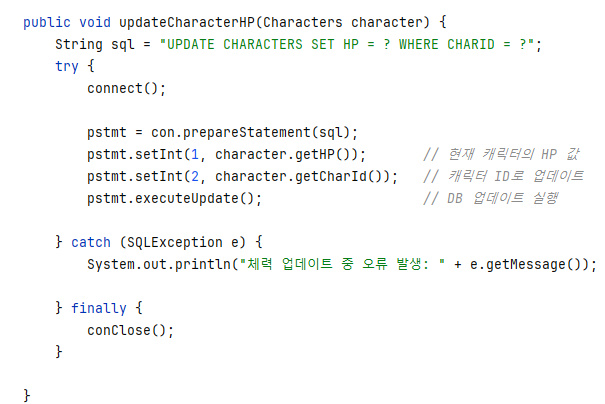 public void updateCharacterHP(Characters character) {
    String sql = "UPDATE CHARACTERS SET HP = ? WHERE CHARID = ?";
    try {
        connect();

        pstmt = con.prepareStatement(sql);
        pstmt.setInt(1, character.getHP());       // 현재 캐릭터의 HP 값
        pstmt.setInt(2, character.getCharId());   // 캐릭터 ID로 업데이트
        pstmt.executeUpdate();                    // DB 업데이트 실행

    } catch (SQLException e) {
        System.out.println("체력 업데이트 중 오류 발생: " + e.getMessage());

    } finally {
        conClose();
    }

}